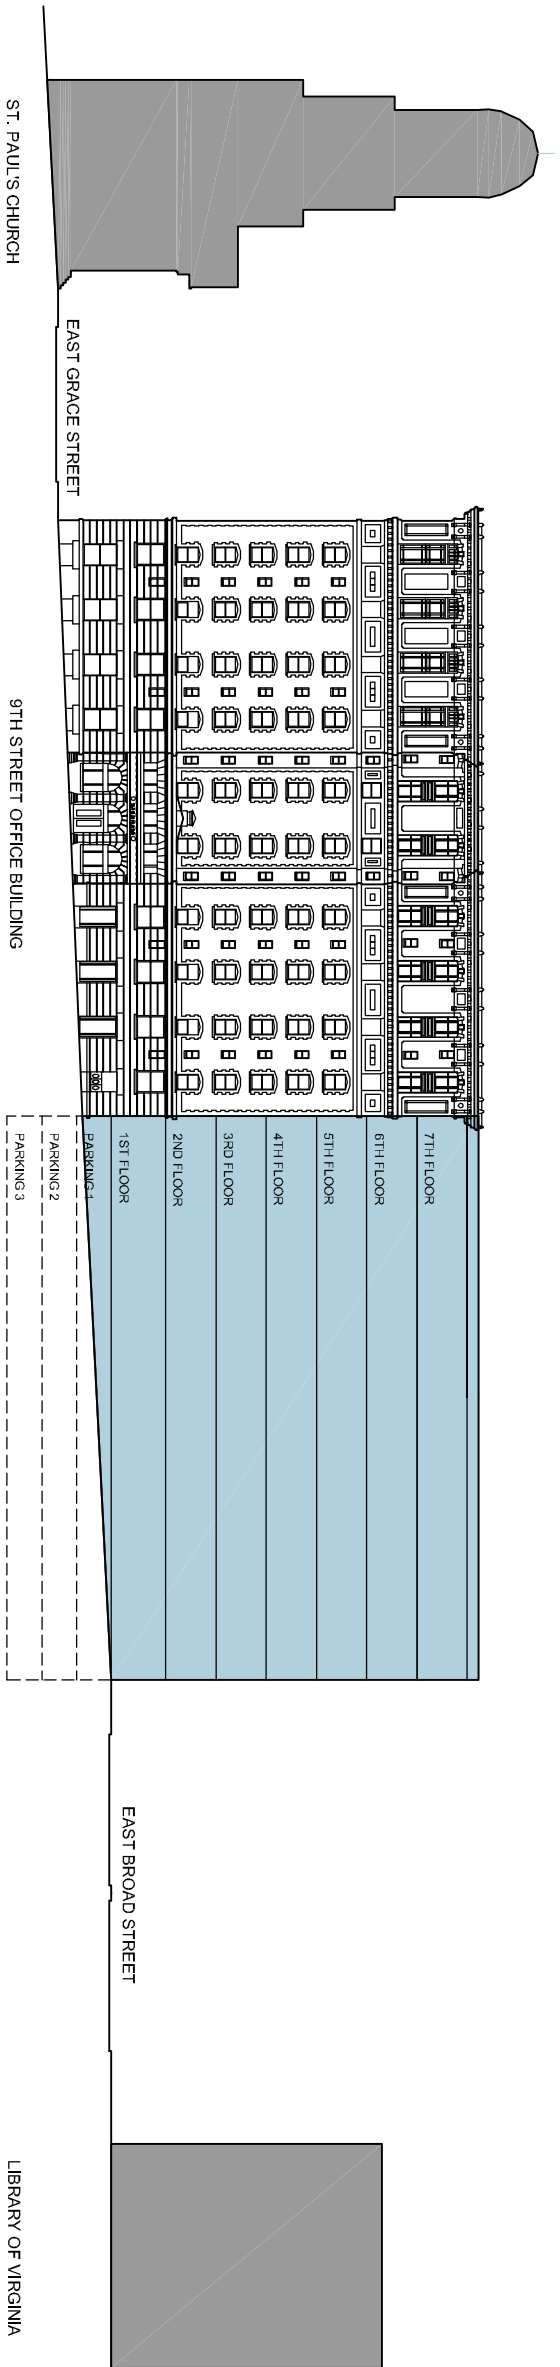 ST. PAUL'S CHURCH
EAST GRACE STREET
9TH STREET OFFICE BUILDING
7TH FLOOR
6TH FLOOR
5TH FLOOR
4TH FLOOR
3RD FLOOR
2ND FLOOR
1ST FLOOR
PARKING 1
PARKING 2
PARKING 3
EAST BROAD STREET
LIBRARY OF VIRGINIA